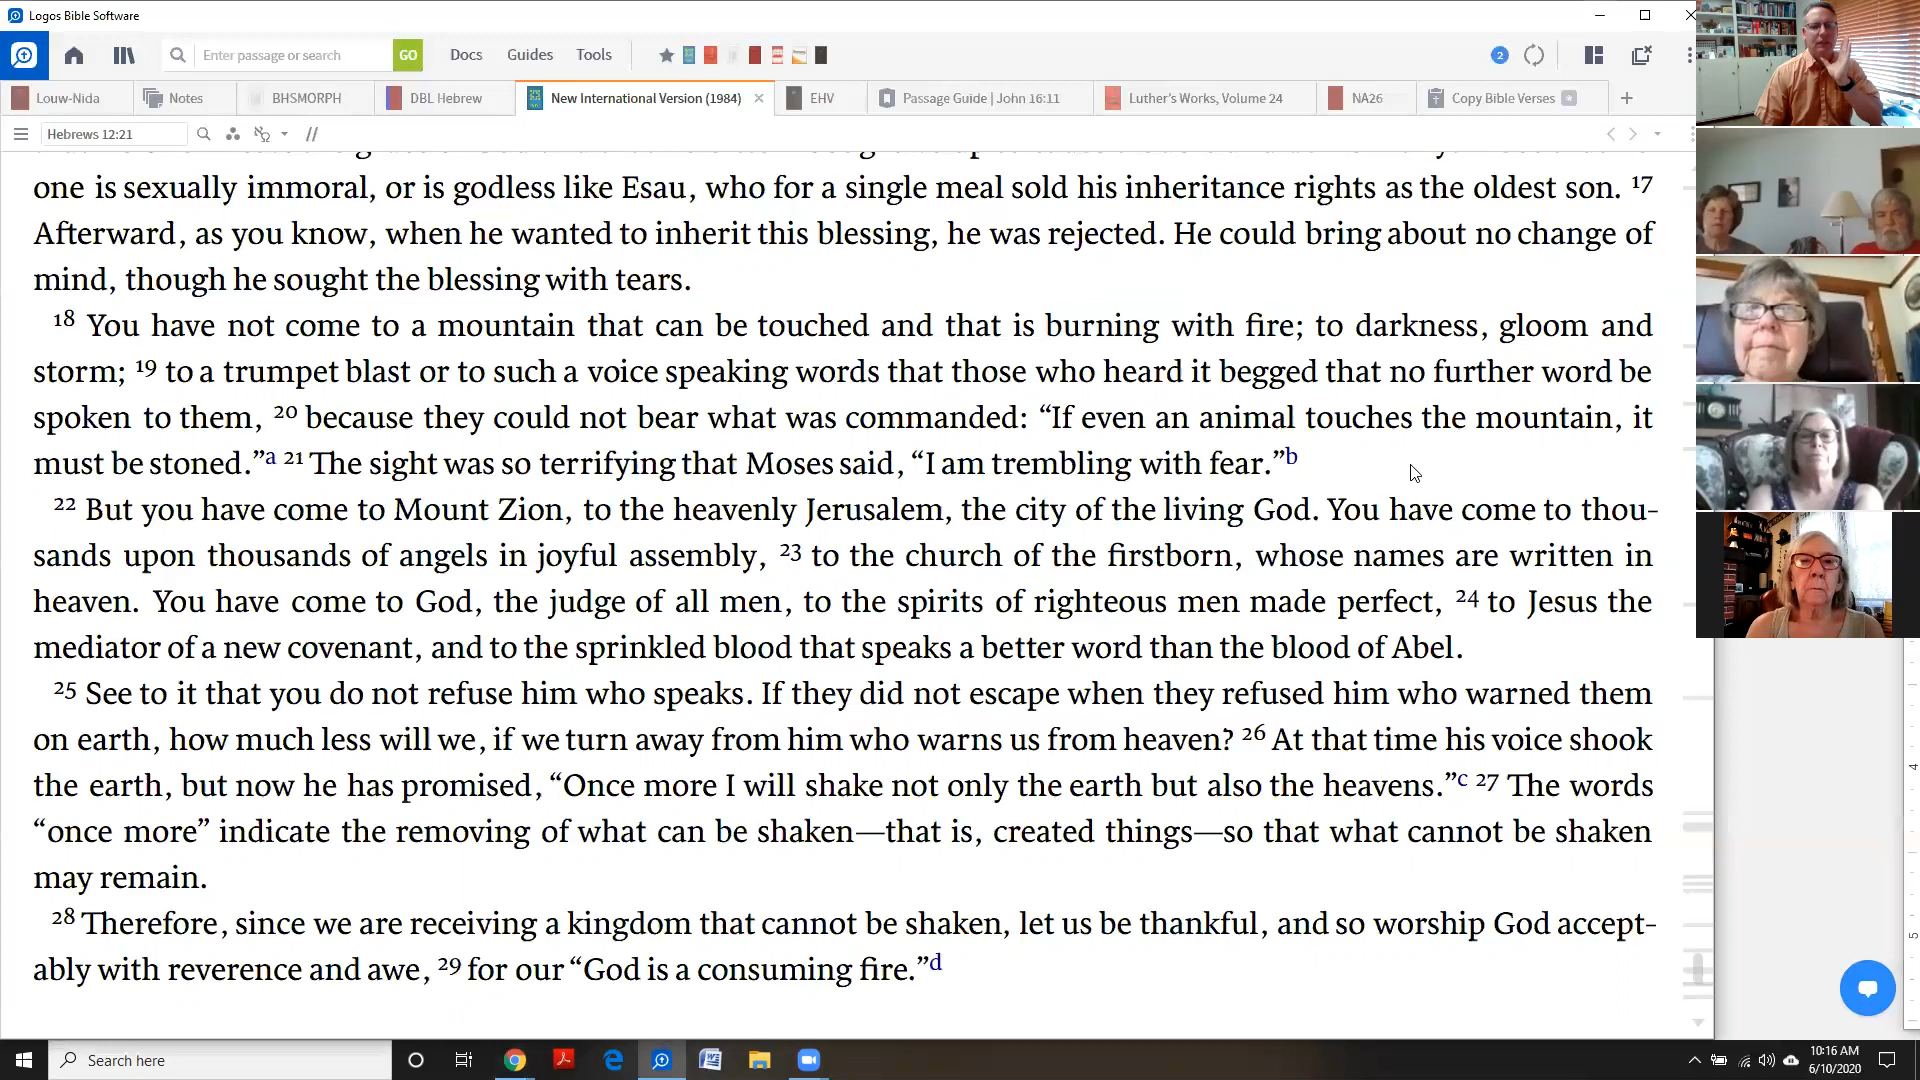 Logos Bible Software
Enter passage or search
GO
Docs
Guides
Tools
2
Louw-Nida
Notes
BHSMORPH
DBL Hebrew
New International Version (1984)
EHV
Passage Guide | John 16:11
Luther's Works, Volume 24
NA26
Copy Bible Verses
Hebrews 12:21
one is sexually immoral, or is godless like Esau, who for a single meal sold his inheritance rights as the oldest son. 17
Afterward, as you know, when he wanted to inherit this blessing, he was rejected. He could bring about no change of
mind, though he sought the blessing with tears.
18 You have not come to a mountain that can be touched and that is burning with fire; to darkness, gloom and
storm; 19 to a trumpet blast or to such a voice speaking words that those who heard it begged that no further word be
spoken to them, 20 because they could not bear what was commanded: “If even an animal touches the mountain, it
must be stoned.”a 21 The sight was so terrifying that Moses said, “I am trembling with fear.”b
22 But you have come to Mount Zion, to the heavenly Jerusalem, the city of the living God. You have come to thou-
sands upon thousands of angels in joyful assembly, 23 to the church of the firstborn, whose names are written in
heaven. You have come to God, the judge of all men, to the spirits of righteous men made perfect, 24 to Jesus the
mediator of a new covenant, and to the sprinkled blood that speaks a better word than the blood of Abel.
25 See to it that you do not refuse him who speaks. If they did not escape when they refused him who warned them
on earth, how much less will we, if we turn away from him who warns us from heaven? 26 At that time his voice shook
the earth, but now he has promised, “Once more I will shake not only the earth but also the heavens.”c 27 The words
“once more” indicate the removing of what can be shaken—that is, created things—so that what cannot be shaken
may remain.
28 Therefore, since we are receiving a kingdom that cannot be shaken, let us be thankful, and so worship God accept-
ably with reverence and awe, 29 for our “God is a consuming fire.”d
4
5
Search here
10:16 AM
6/10/2020